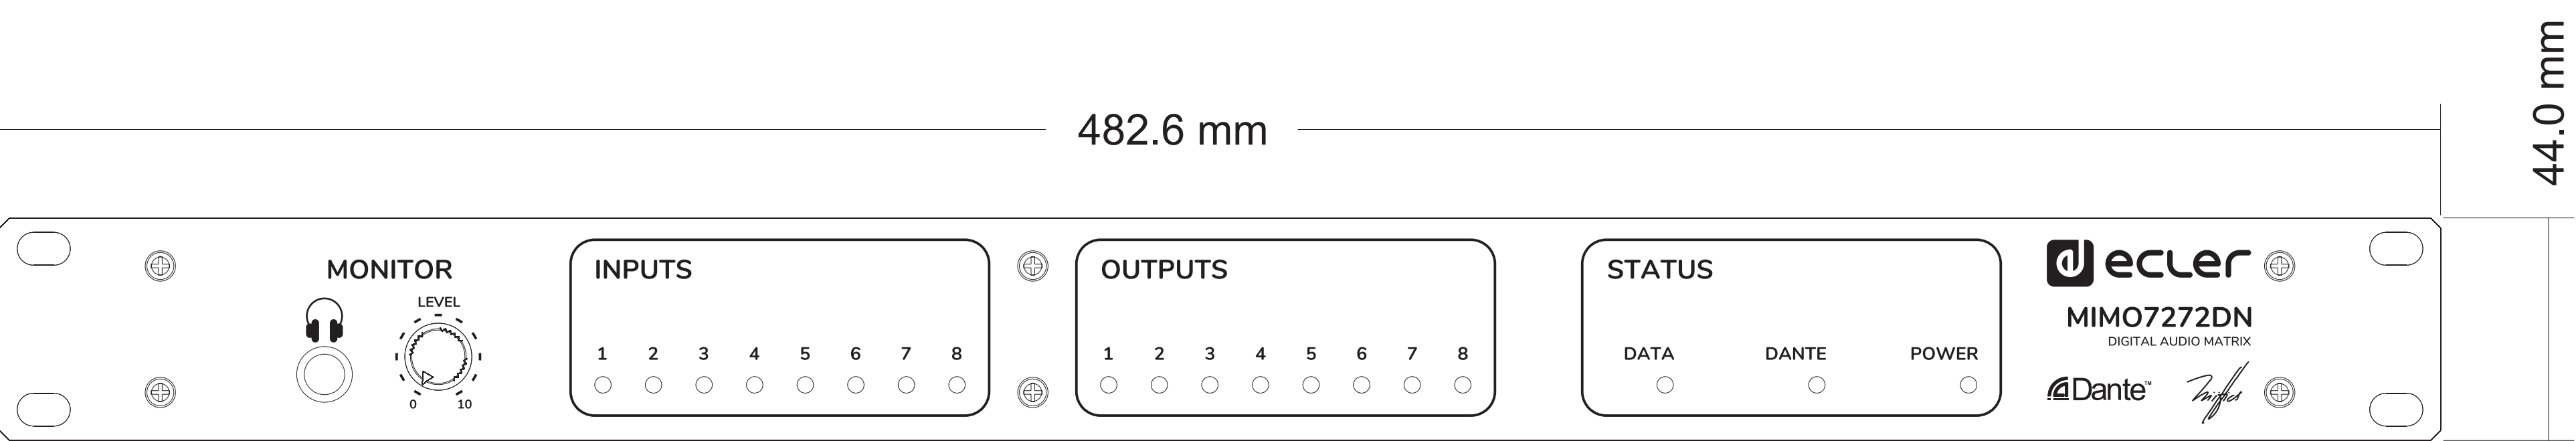 44.0 mm
482.6 mm
MONITOR
LEVEL
0 10
INPUTS
1 2 3 4 5 6 7 8
OUTPUTS
1 2 3 4 5 6 7 8
STATUS
DATA DANTE POWER
ecler
MIMO7272DN
DIGITAL AUDIO MATRIX
Dante™